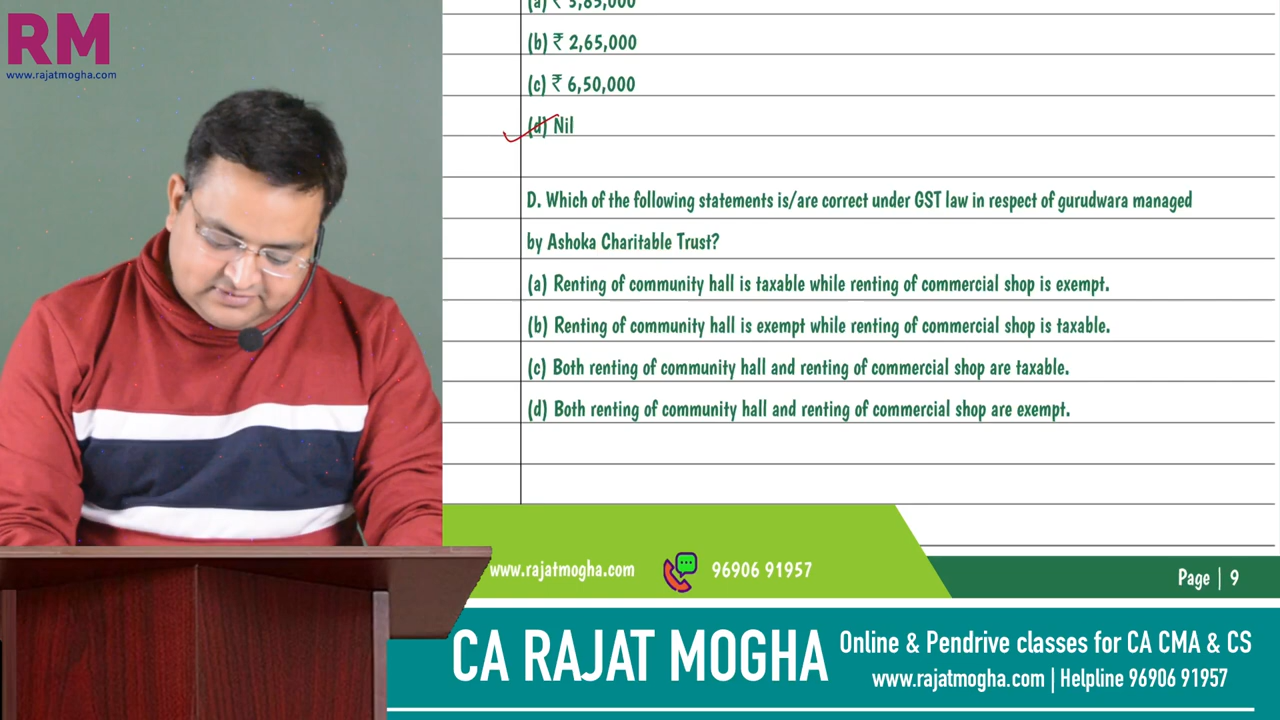 RM
www.rajatmogha.com
(a) ₹ 3,85,000
(b) ₹ 2,65,000
(c) ₹ 6,50,000
(d) Nil
D. Which of the following statements is/are correct under GST law in respect of gurudwara managed
by Ashoka Charitable Trust?
(a) Renting of community hall is taxable while renting of commercial shop is exempt.
(b) Renting of community hall is exempt while renting of commercial shop is taxable.
(c) Both renting of community hall and renting of commercial shop are taxable.
(d) Both renting of community hall and renting of commercial shop are exempt.
www.rajatmogha.com 96906 91957
Page | 9
CA RAJAT MOGHA
Online & Pendrive classes for CA CMA & CS
www.rajatmogha.com | Helpline 96906 91957